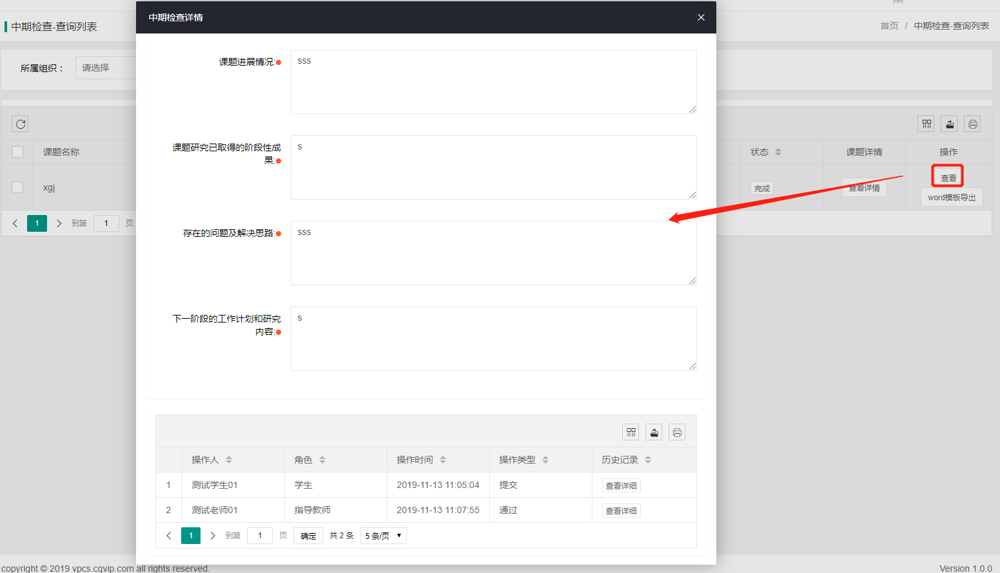 中期检查详情
中期检查-查询列表
首页 / 中期检查-查询列表
所属组织：
请选择
课题进展情况:
sss
课题研究已取得的阶段性成
果:
s
存在的问题及解决思路:
sss
下一阶段的工作计划和研究
内容:
s
课题名称
状态
课题详情
操作
xgj
完成
查看详情
查看
word模板导出
1
到第
1
页
操作人
角色
操作时间
操作类型
历史记录
1
测试学生01
学生
2019-11-13 11:05:04
提交
查看详细
2
测试老师01
指导教师
2019-11-13 11:07:55
通过
查看详细
1
到第
1
页
确定
共 2 条
5 条/页
copyright © 2019 vpcs.cqvip.com all rights reserved.
Version 1.0.0